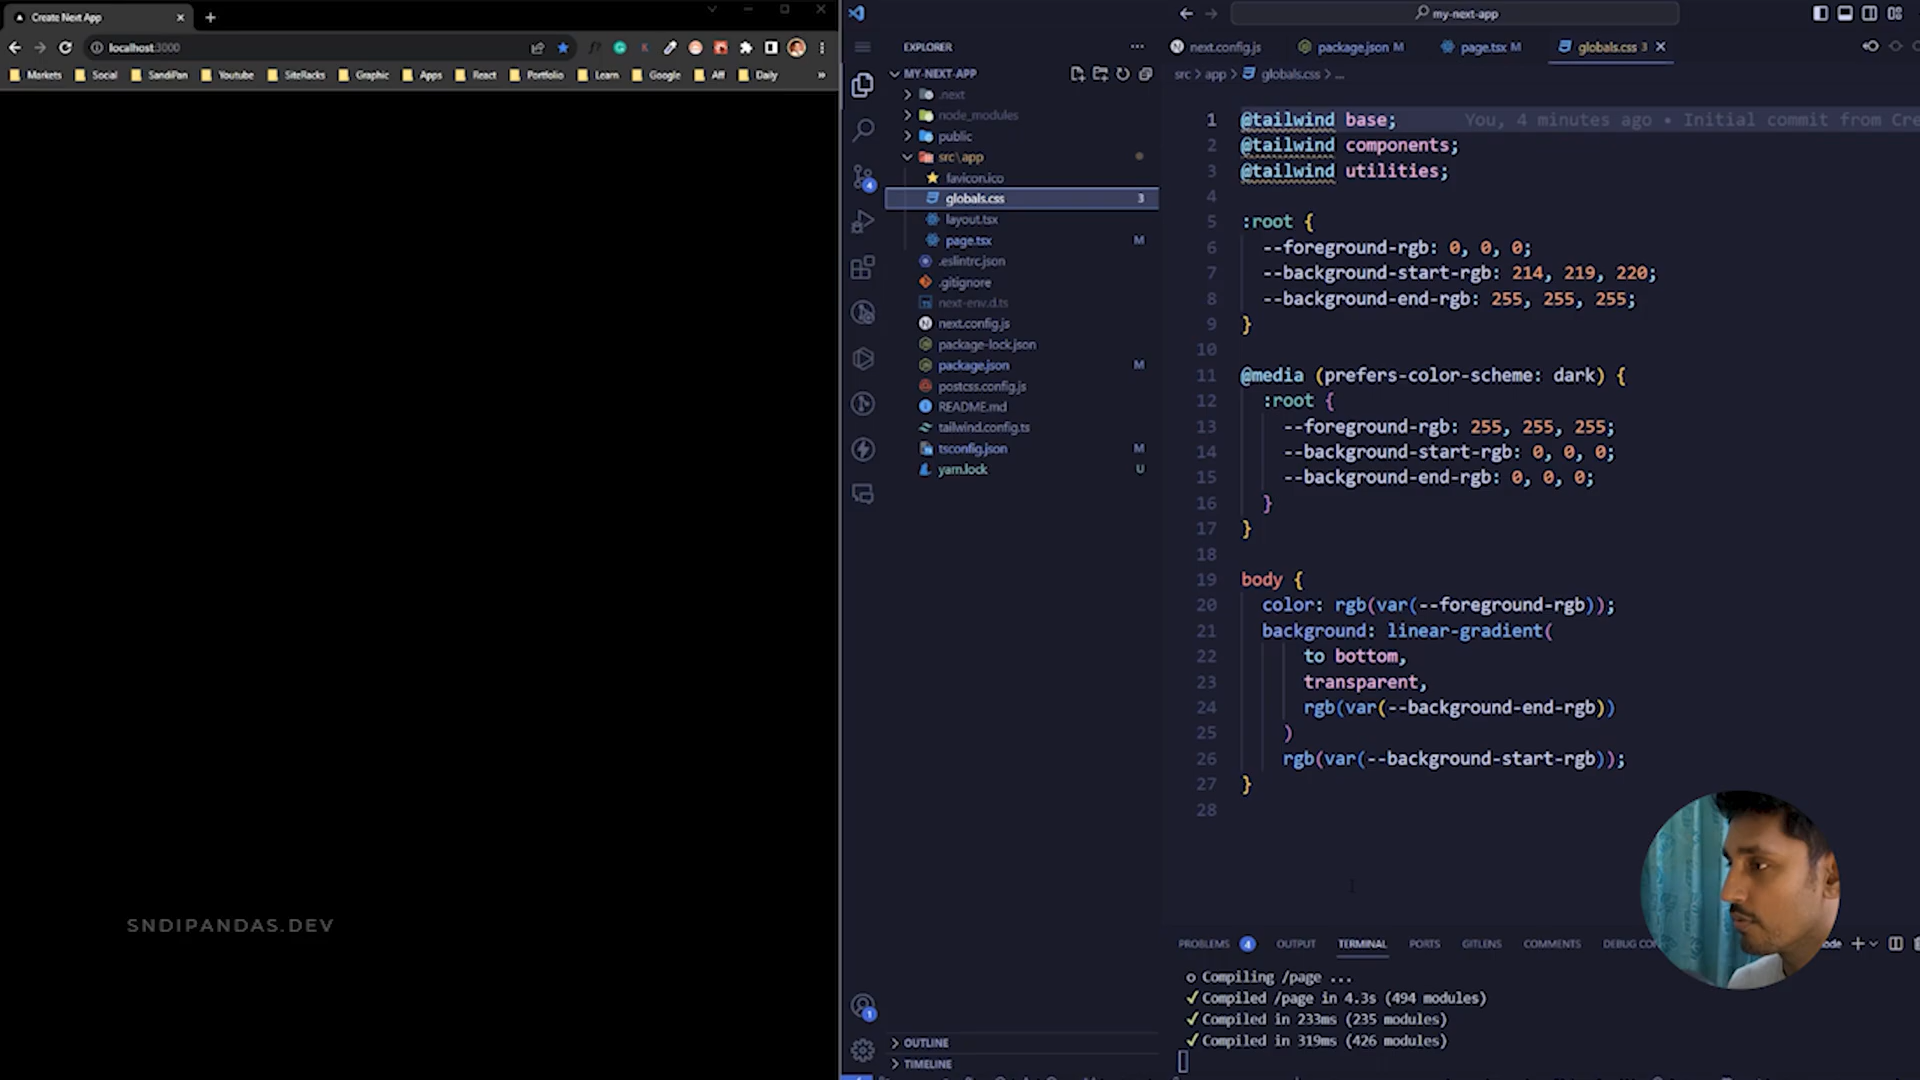 Create Next App
localhost:3000
Markets Social SandiPan Youtube SiteRacks Graphic Apps React Portfolio Learn Google Aff Daily »
SNDIPANDAS.DEV
my-next-app
EXPLORER
MY-NEXT-APP
.next
node_modules
public
src\app
favicon.ico
globals.css 3
layout.tsx
page.tsx M
.eslintrc.json
.gitignore
next-env.d.ts
next.config.js
package-lock.json
package.json M
postcss.config.js
README.md
tailwind.config.ts
tsconfig.json M
yarn.lock U
OUTLINE
TIMELINE
4
1
next.config.js package.json M page.tsx M globals.css 3
src > app > globals.css > ...
1 @tailwind base; You, 4 minutes ago • Initial commit from Cre
2 @tailwind components;
3 @tailwind utilities;
4
5 :root {
6 --foreground-rgb: 0, 0, 0;
7 --background-start-rgb: 214, 219, 220;
8 --background-end-rgb: 255, 255, 255;
9 }
10
11 @media (prefers-color-scheme: dark) {
12 :root {
13 --foreground-rgb: 255, 255, 255;
14 --background-start-rgb: 0, 0, 0;
15 --background-end-rgb: 0, 0, 0;
16 }
17 }
18
19 body {
20 color: rgb(var(--foreground-rgb));
21 background: linear-gradient(
22 to bottom,
23 transparent,
24 rgb(var(--background-end-rgb))
25 )
26 rgb(var(--background-start-rgb));
27 }
28
PROBLEMS 4 OUTPUT TERMINAL PORTS GITLENS COMMENTS DEBUG CON
Compiling /page ...
✓ Compiled /page in 4.3s (494 modules)
✓ Compiled in 233ms (235 modules)
✓ Compiled in 319ms (426 modules)